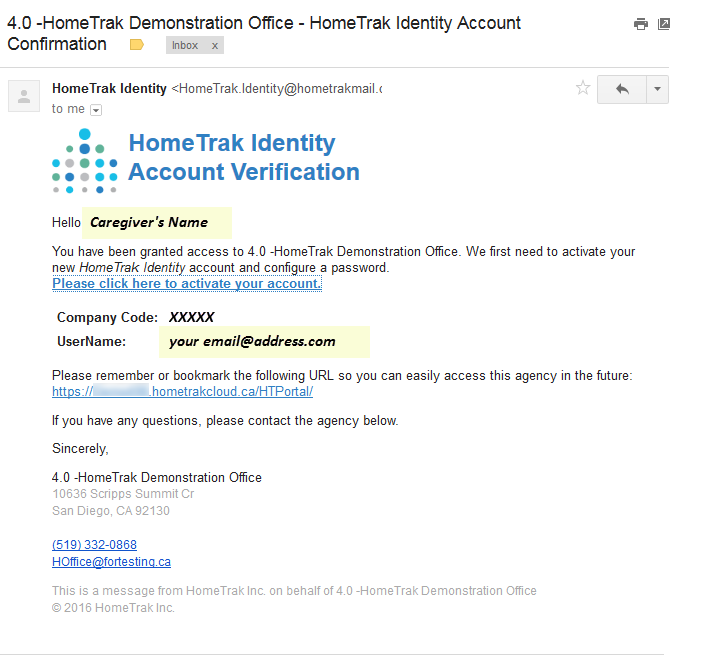 4.0 -HomeTrak Demonstration Office - HomeTrak Identity Account
Confirmation
Inbox x
HomeTrak Identity <HomeTrak.Identity@hometrakmail.c
to me
HomeTrak Identity
Account Verification
Hello Caregiver's Name
You have been granted access to 4.0 -HomeTrak Demonstration Office. We first need to activate your
new HomeTrak Identity account and configure a password.
Please click here to activate your account.
Company Code: XXXXX
UserName: your email@address.com
Please remember or bookmark the following URL so you can easily access this agency in the future:
https://.hometrakcloud.ca/HTPortal/
If you have any questions, please contact the agency below.
Sincerely,
4.0 -HomeTrak Demonstration Office
10636 Scripps Summit Cr
San Diego, CA 92130
(519) 332-0868
HOffice@fortesting.ca
This is a message from HomeTrak Inc. on behalf of 4.0 -HomeTrak Demonstration Office
© 2016 HomeTrak Inc.